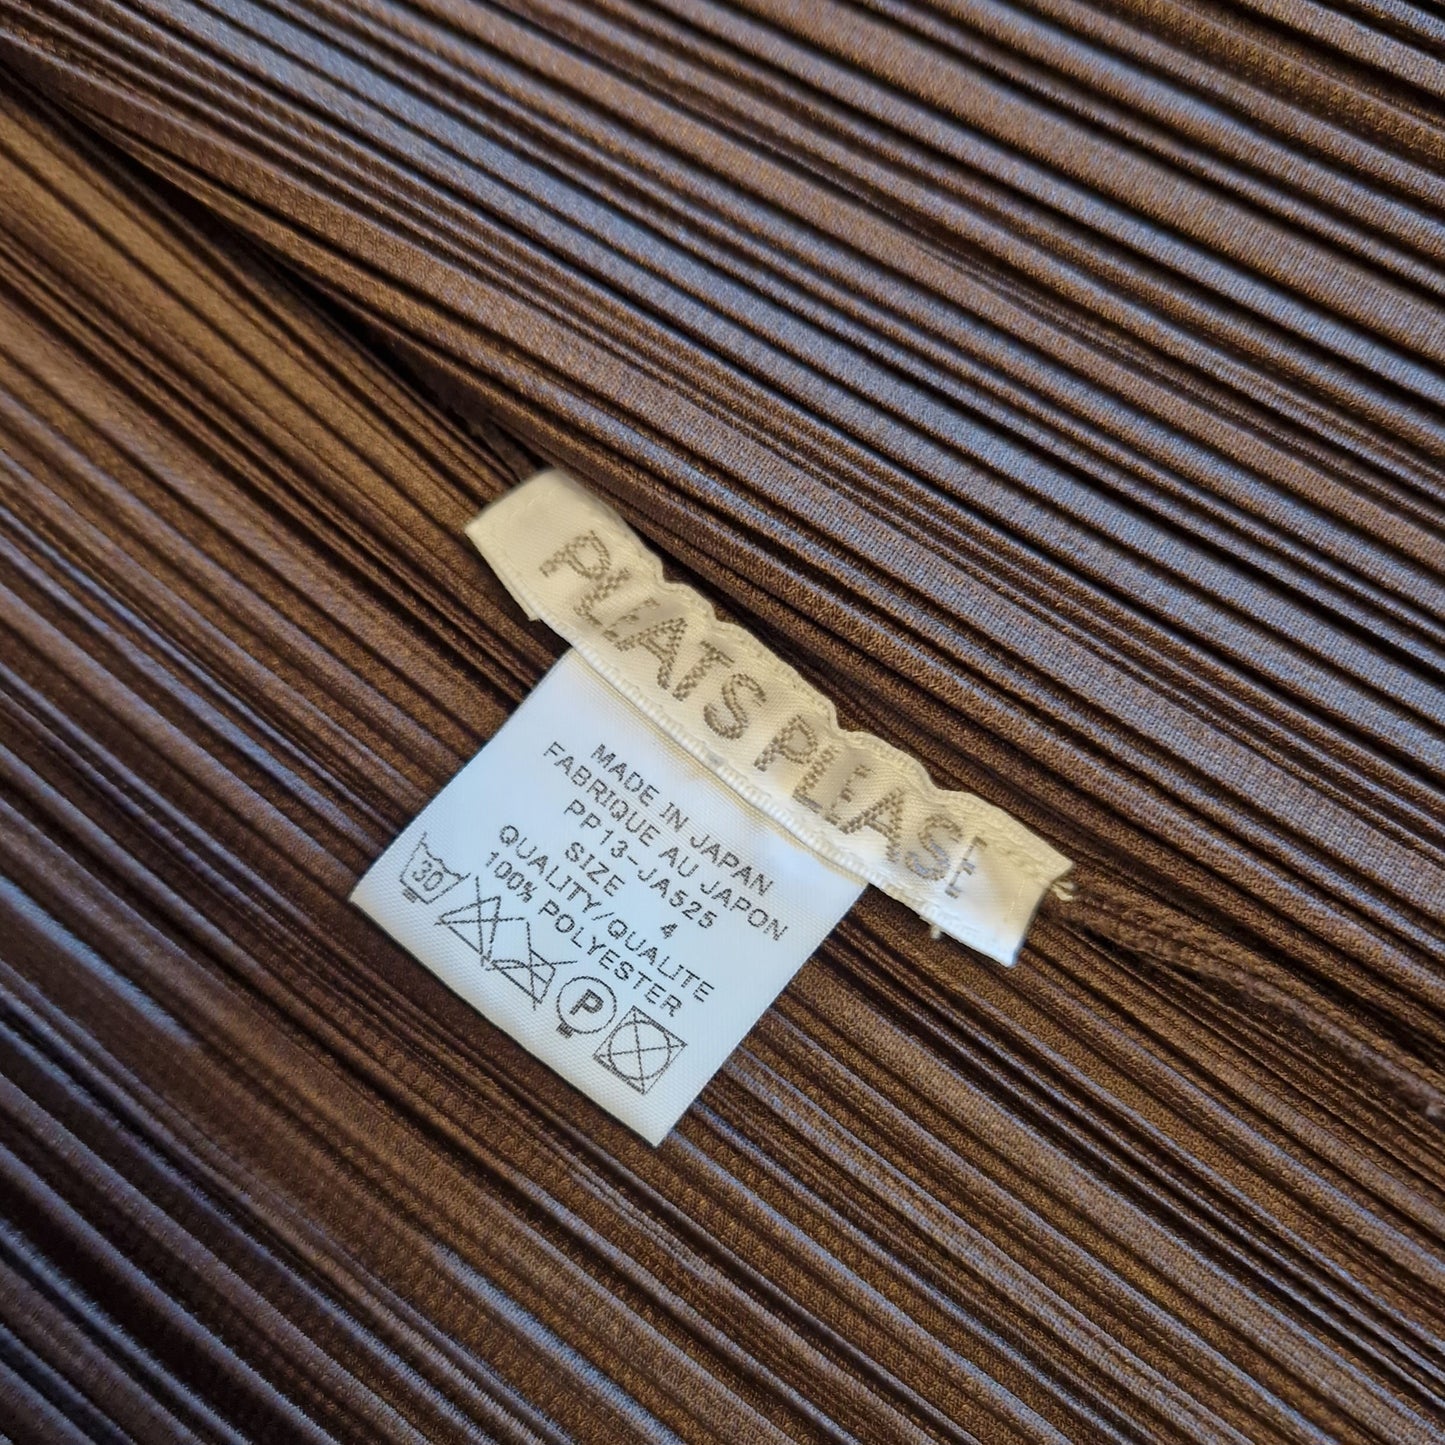 PLEATS PLEASE
MADE IN JAPAN
FABRIQUE AU JAPON
PP13-JA525
SIZE 4
QUALITY/QUALITE
100% POLYESTER
30 P